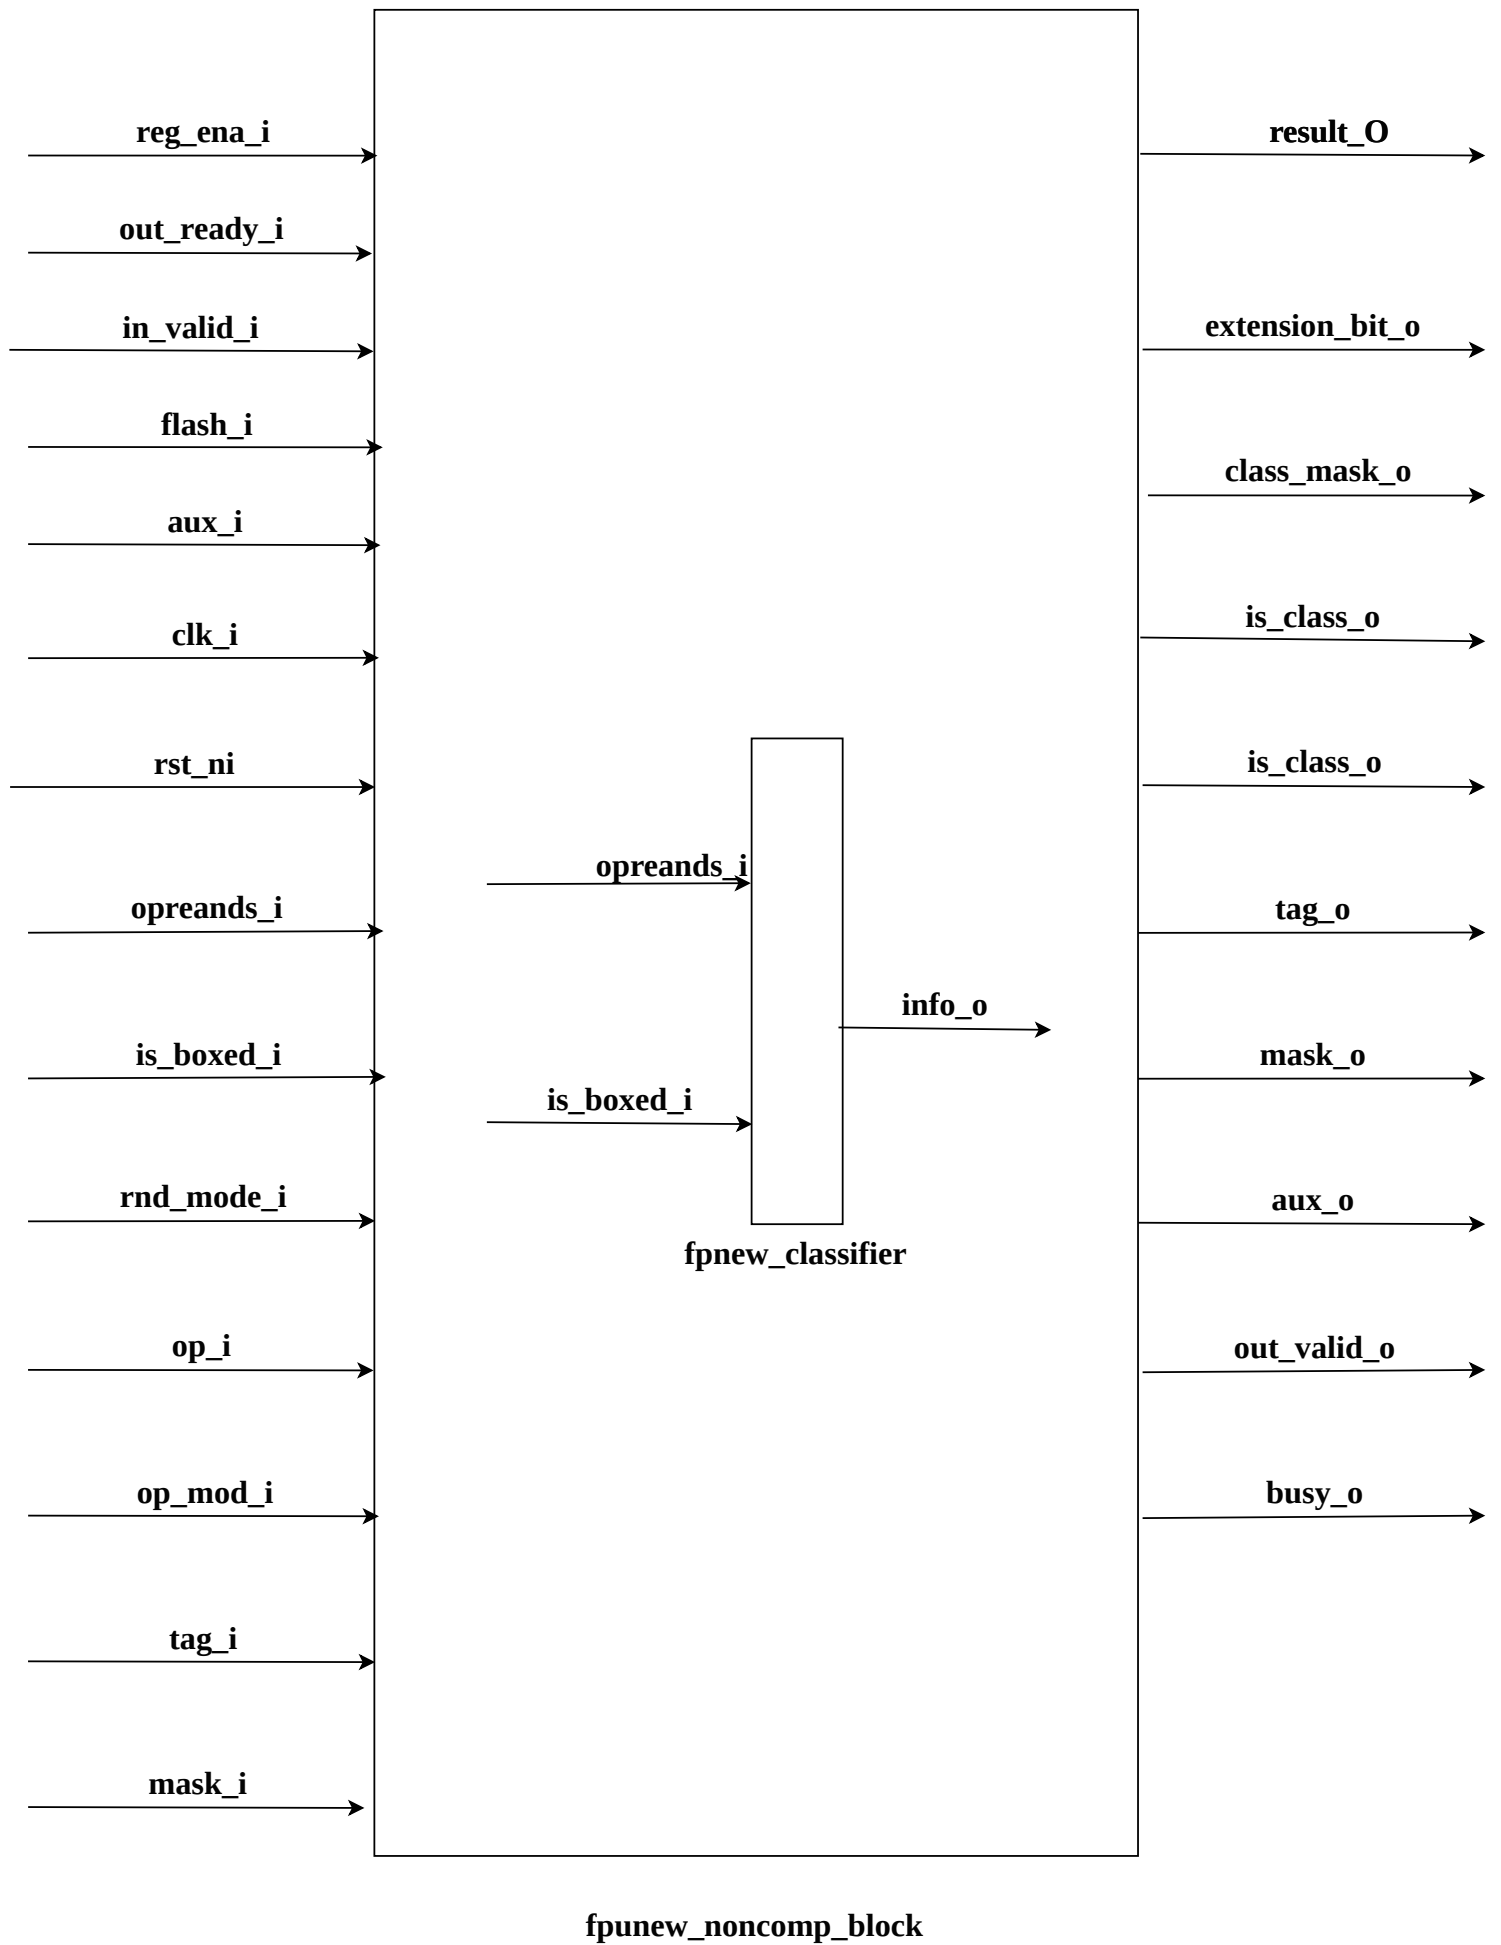 reg_ena_i
result_O
out_ready_i
in_valid_i
extension_bit_o
flash_i
class_mask_o
aux_i
is_class_o
clk_i
rst_ni
is_class_o
opreands_i
opreands_i
tag_o
info_o
is_boxed_i
mask_o
is_boxed_i
rnd_mode_i
aux_o
fpnew_classifier
op_i
out_valid_o
op_mod_i
busy_o
tag_i
mask_i
fpunew_noncomp_block